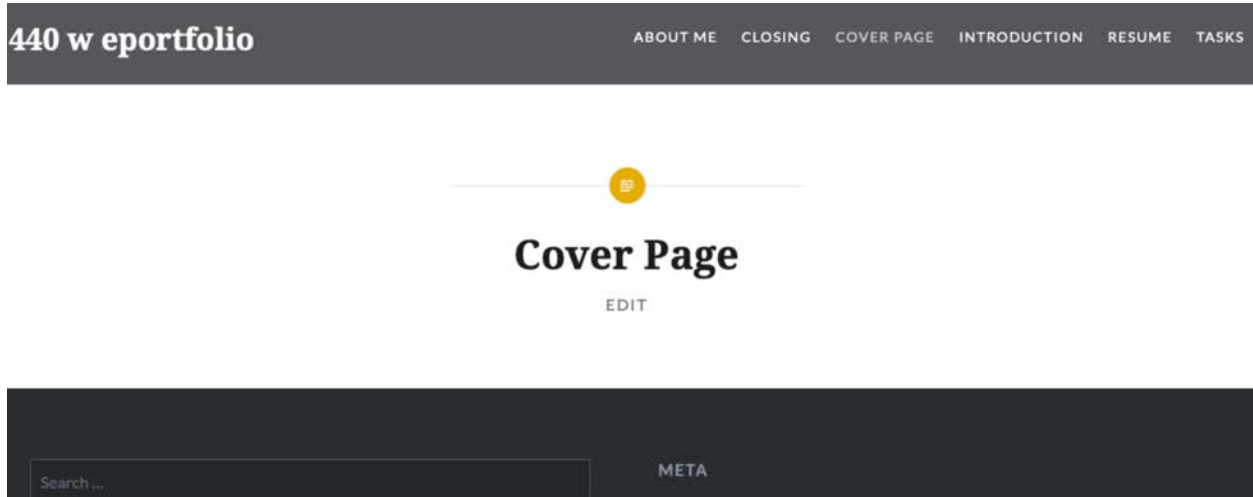 440 w eportfolio
ABOUT ME CLOSING COVER PAGE INTRODUCTION RESUME TASKS
Cover Page
EDIT
Search ...
META